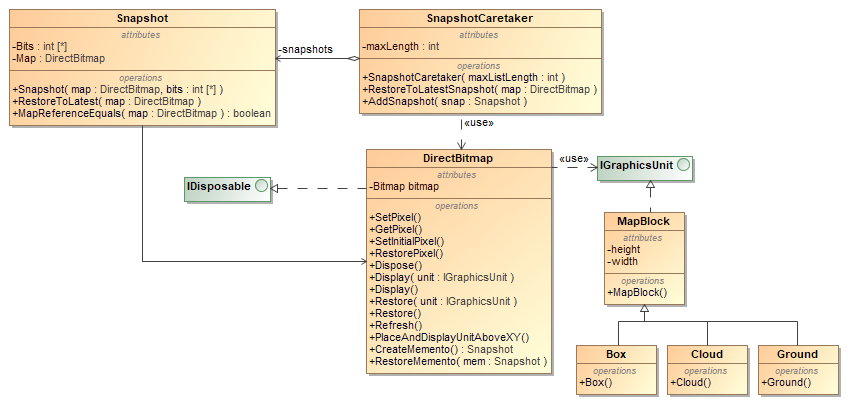 Snapshot
attributes
-Bits : int [*]
-Map : DirectBitmap
operations
+Snapshot( map : DirectBitmap, bits : int [*] )
+RestoreToLatest( map : DirectBitmap )
+MapReferenceEquals( map : DirectBitmap ) : boolean
-snapshots
SnapshotCaretaker
attributes
-maxLength : int
operations
+SnapshotCaretaker( maxListLength : int )
+RestoreToLatestSnapshot( map : DirectBitmap )
+AddSnapshot( snap : Snapshot )
«use»
IDisposable
DirectBitmap
attributes
-Bitmap bitmap
operations
+SetPixel()
+GetPixel()
+SetInitialPixel()
+RestorePixel()
+Dispose()
+Display( unit : IGraphicsUnit )
+Display()
+Restore( unit : IGraphicsUnit )
+Restore()
+Refresh()
+PlaceAndDisplayUnitAboveXY()
+CreateMemento() : Snapshot
+RestoreMemento( mem : Snapshot )
«use»
IGraphicsUnit
MapBlock
attributes
-height
-width
operations
+MapBlock()
Box
operations
+Box()
Cloud
operations
+Cloud()
Ground
operations
+Ground()